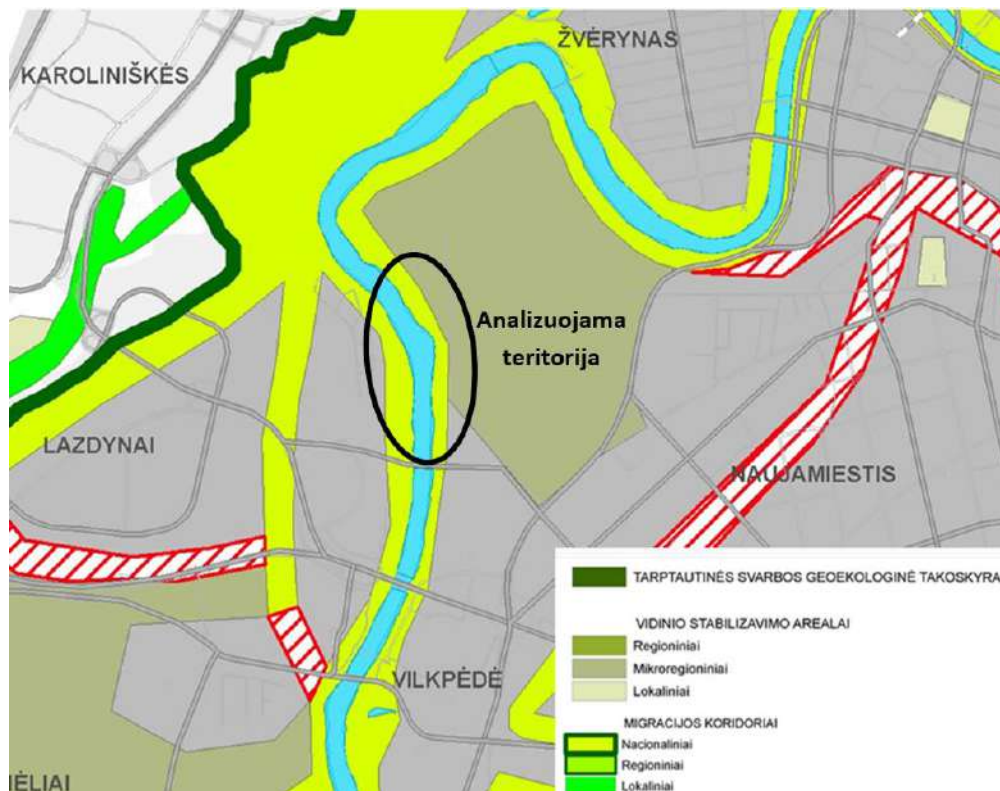 ŽVĖRYNAS
KAROLINIŠKĖS
Analizuojama
teritorija
LAZDYNAI
NAUJAMIESTIS
VILKPĖDĖ
ĖLIAI
TARPTAUTINĖS SVARBOS GEOEKOLOGINĖ TAKOSKYRA
VIDINIO STABILIZAVIMO AREALAI
Regioniniai
Mikroregioniniai
Lokaliniai
MIGRACIJOS KORIDORIAI
Nacionaliniai
Regioniniai
Lokaliniai